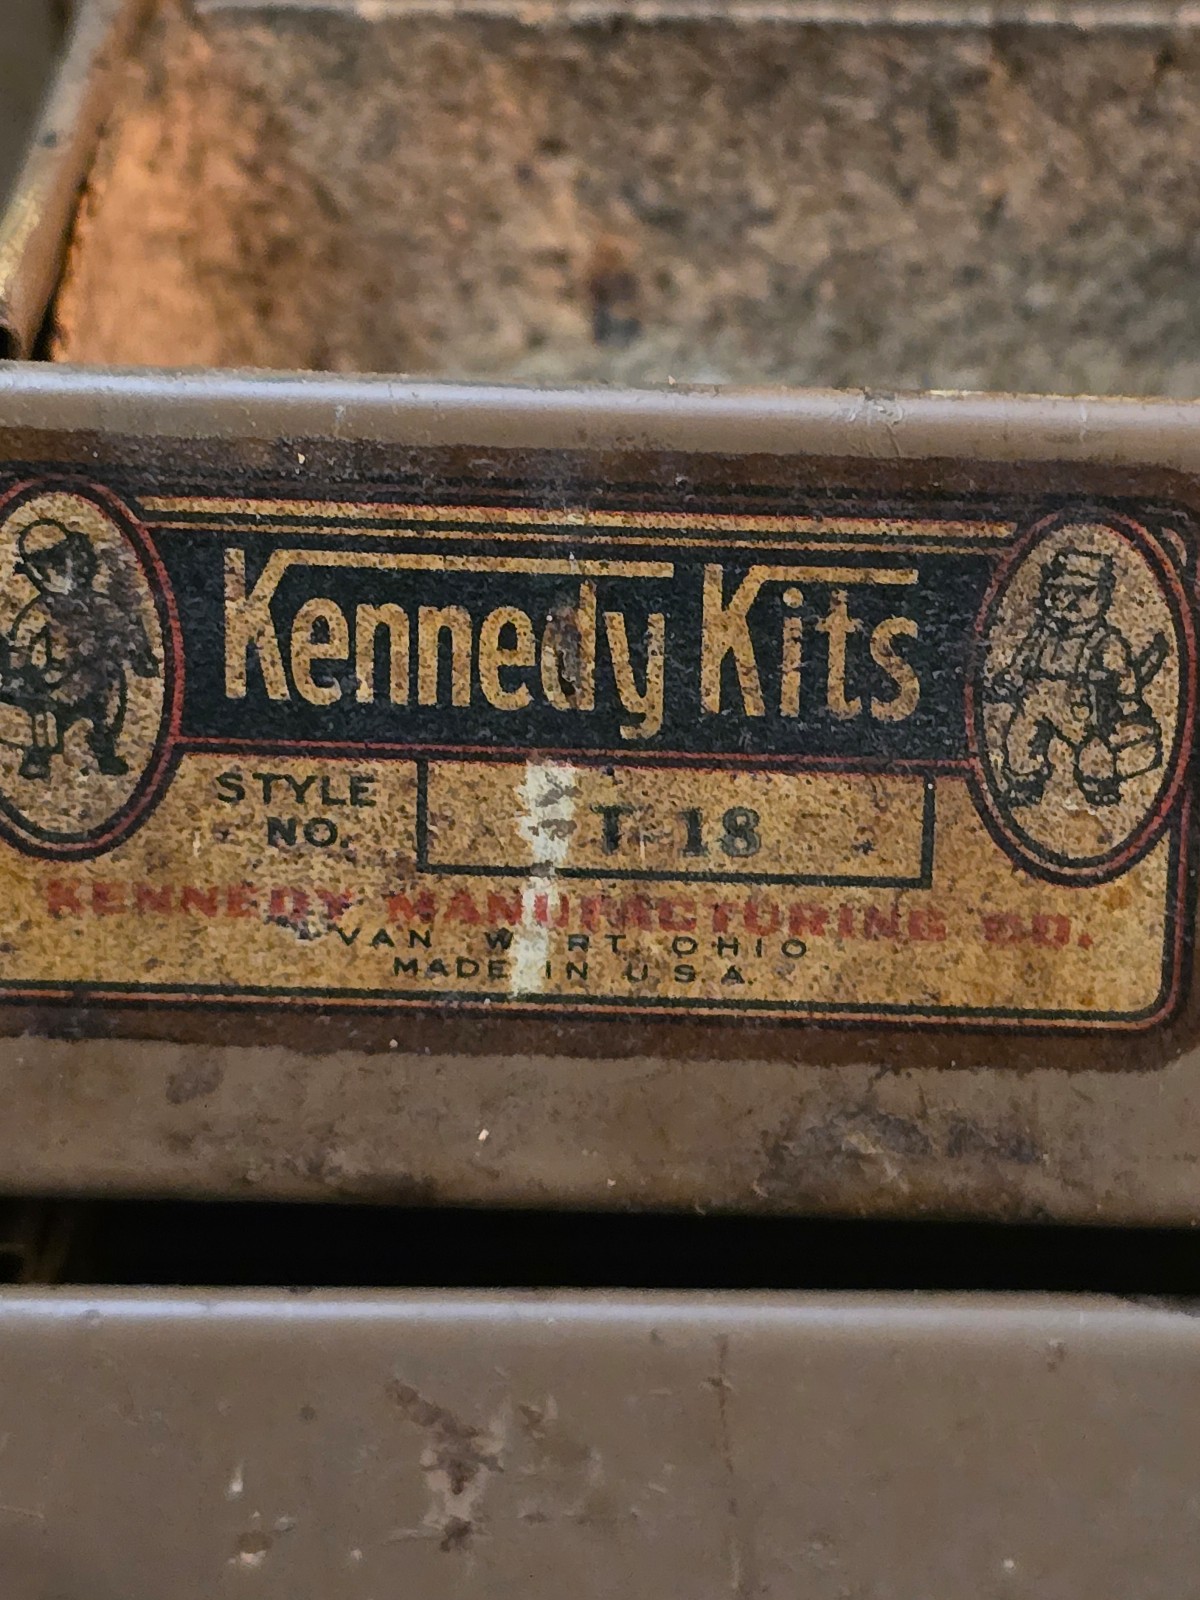 Kennedy Kits
STYLE
NO.
T-18
KENNEDY MANUFACTURING CO.
VAN WERT OHIO
MADE IN U S A